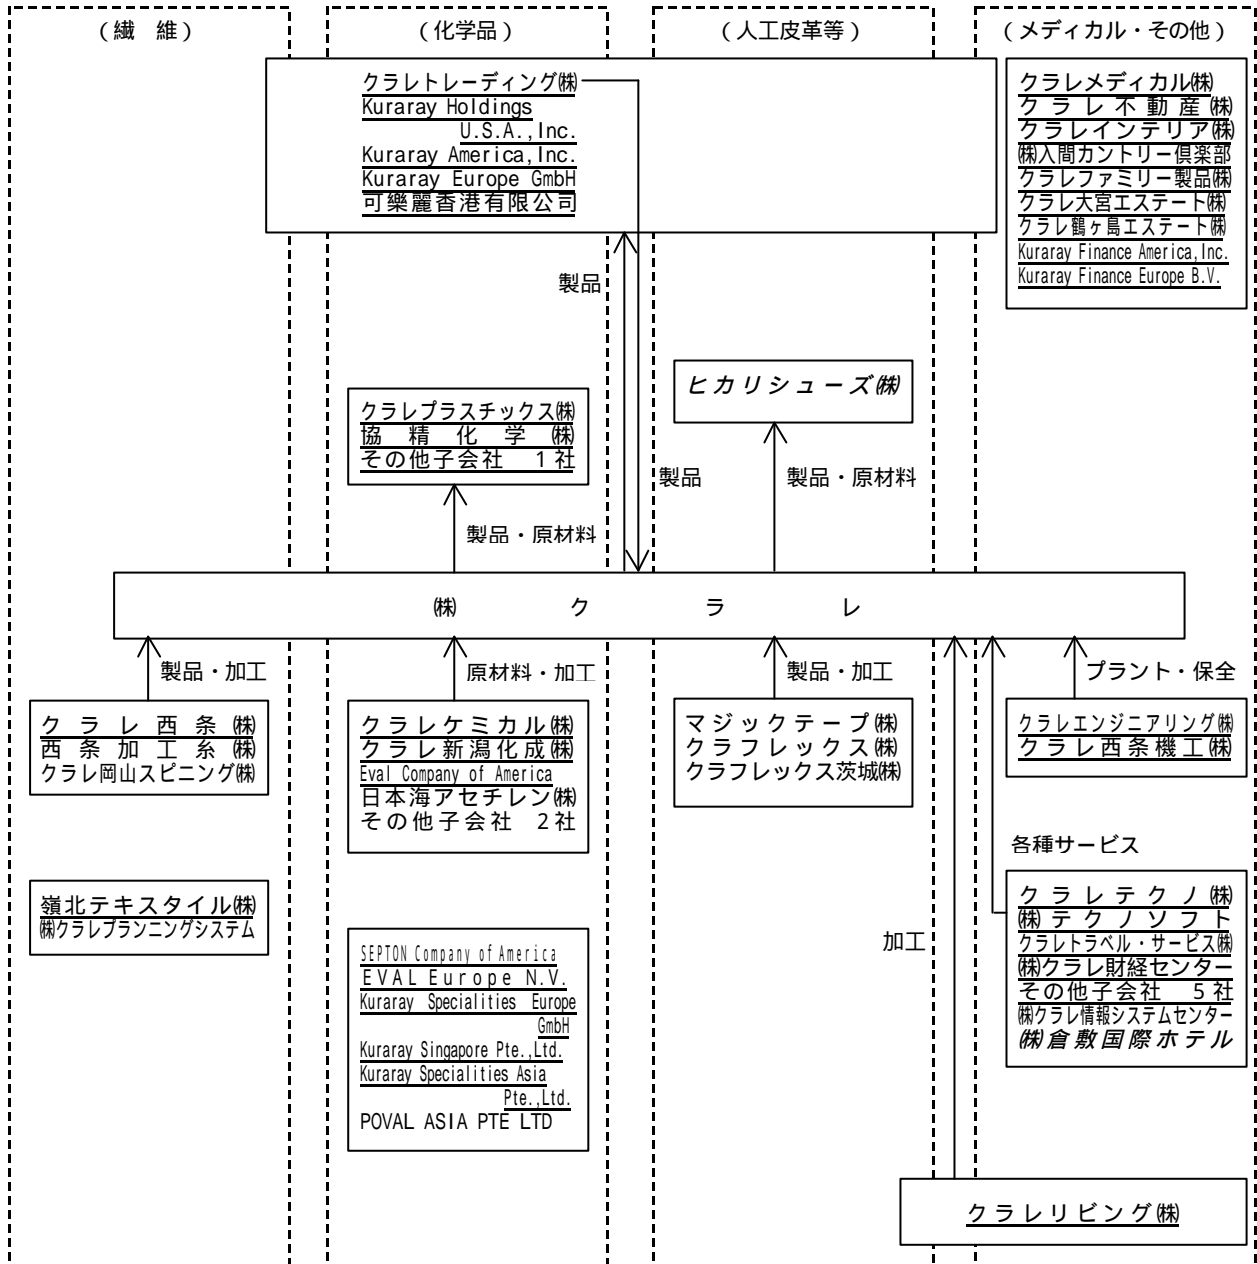 （繊　維）
（化学品）
（人工皮革等）
（メディカル・その他）
クラレトレーディング㈱
Kuraray Holdings
U.S.A.,Inc.
Kuraray America,Inc.
Kuraray Europe GmbH
可樂麗香港有限公司
クラレメディカル㈱
クラレ不動産㈱
クラレインテリア㈱
㈱入間カントリー倶楽部
クラレファミリー製品㈱
クラレ大宮エステート㈱
クラレ鶴ヶ島エステート㈱
Kuraray Finance America,Inc.
Kuraray Finance Europe B.V.
製品
クラレプラスチックス㈱
協精化学㈱
その他子会社　1社
ヒカリシューズ㈱
製品
製品・原材料
製品・原材料
㈱クラレ
製品・加工
原材料・加工
製品・加工
プラント・保全
クラレ西条㈱
西条加工糸㈱
クラレ岡山スピニング㈱
クラレケミカル㈱
クラレ新潟化成㈱
Eval Company of America
日本海アセチレン㈱
その他子会社　2社
マジックテープ㈱
クラフレックス㈱
クラフレックス茨城㈱
クラレエンジニアリング㈱
クラレ西条機工㈱
嶺北テキスタイル㈱
㈱クラレプランニングシステム
SEPTON Company of America
EVAL Europe N.V.
Kuraray Specialities Europe
GmbH
Kuraray Singapore Pte.,Ltd.
Kuraray Specialities Asia
Pte.,Ltd.
POVAL ASIA PTE LTD
加工
各種サービス
クラレテクノ㈱
㈱テクノソフト
クラレトラベル・サービス㈱
㈱クラレ財経センター
その他子会社　5社
㈱クラレ情報システムセンター
㈱倉敷国際ホテル
クラレリビング㈱